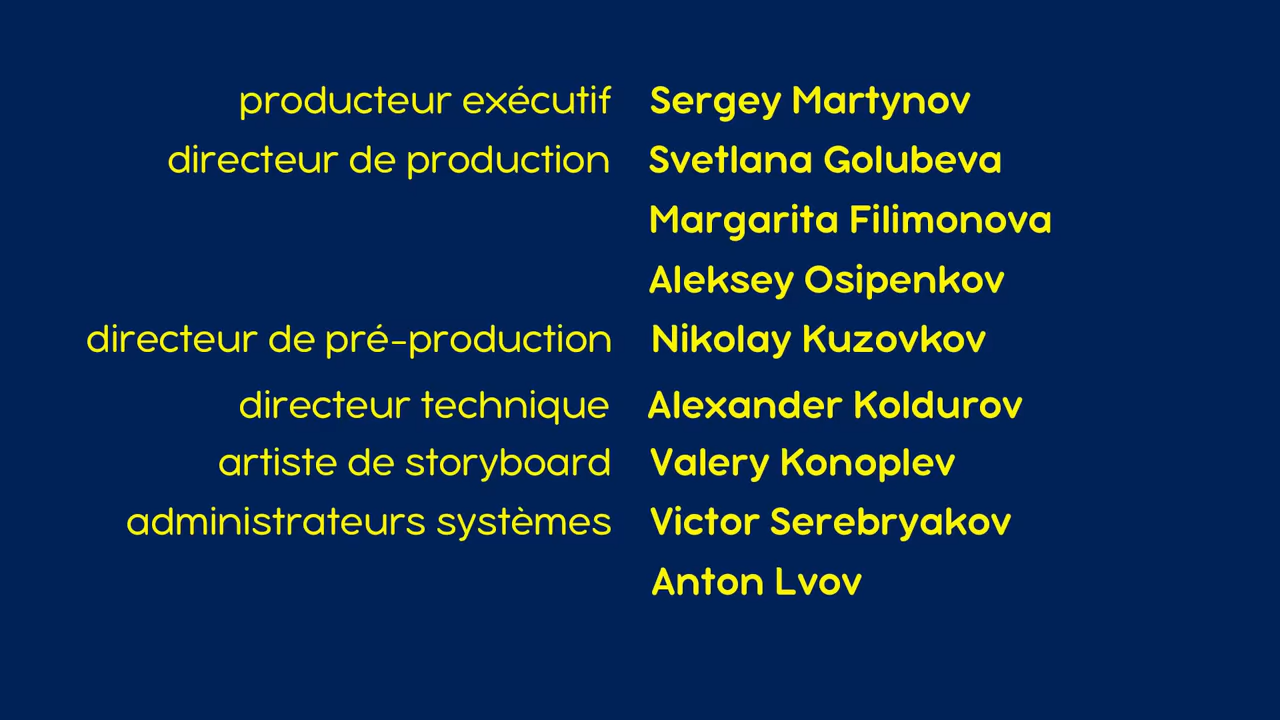 producteur exécutif Sergey Martynov
directeur de production Svetlana Golubeva
Margarita Filimonova
Aleksey Osipenkov
directeur de pré-production Nikolay Kuzovkov
directeur technique Alexander Koldurov
artiste de storyboard Valery Konoplev
administrateurs systèmes Victor Serebryakov
Anton Lvov